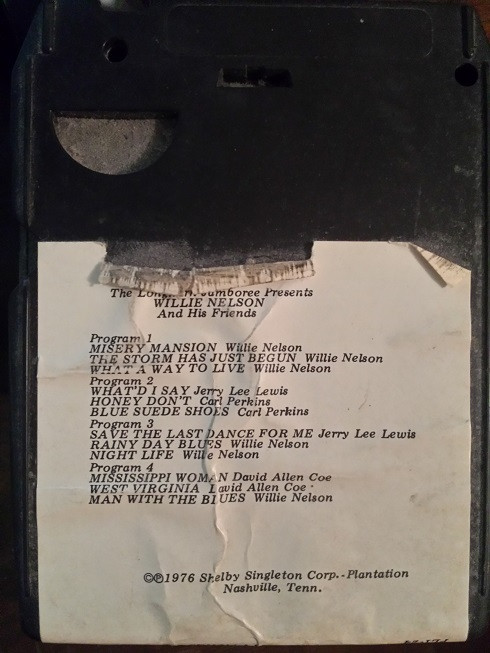 The Jamboree Presents
WILLIE NELSON
And His Friends
Program 1
MISERY MANSION Willie Nelson
THE STORM HAS JUST BEGUN Willie Nelson
WHAT A WAY TO LIVE Willie Nelson
Program 2
WHAT'D I SAY Jerry Lee Lewis
HONEY DON'T Carl Perkins
BLUE SUEDE SHOES Carl Perkins
Program 3
SAVE THE LAST DANCE FOR ME Jerry Lee Lewis
RAINY DAY BLUES Willie Nelson
NIGHT LIFE Willie Nelson
Program 4
MISSISSIPPI WOMAN David Allen Coe
WEST VIRGINIA David Allen Coe
MAN WITH THE BLUES Willie Nelson
©℗1976 Shelby Singleton Corp.-Plantation
Nashville, Tenn.